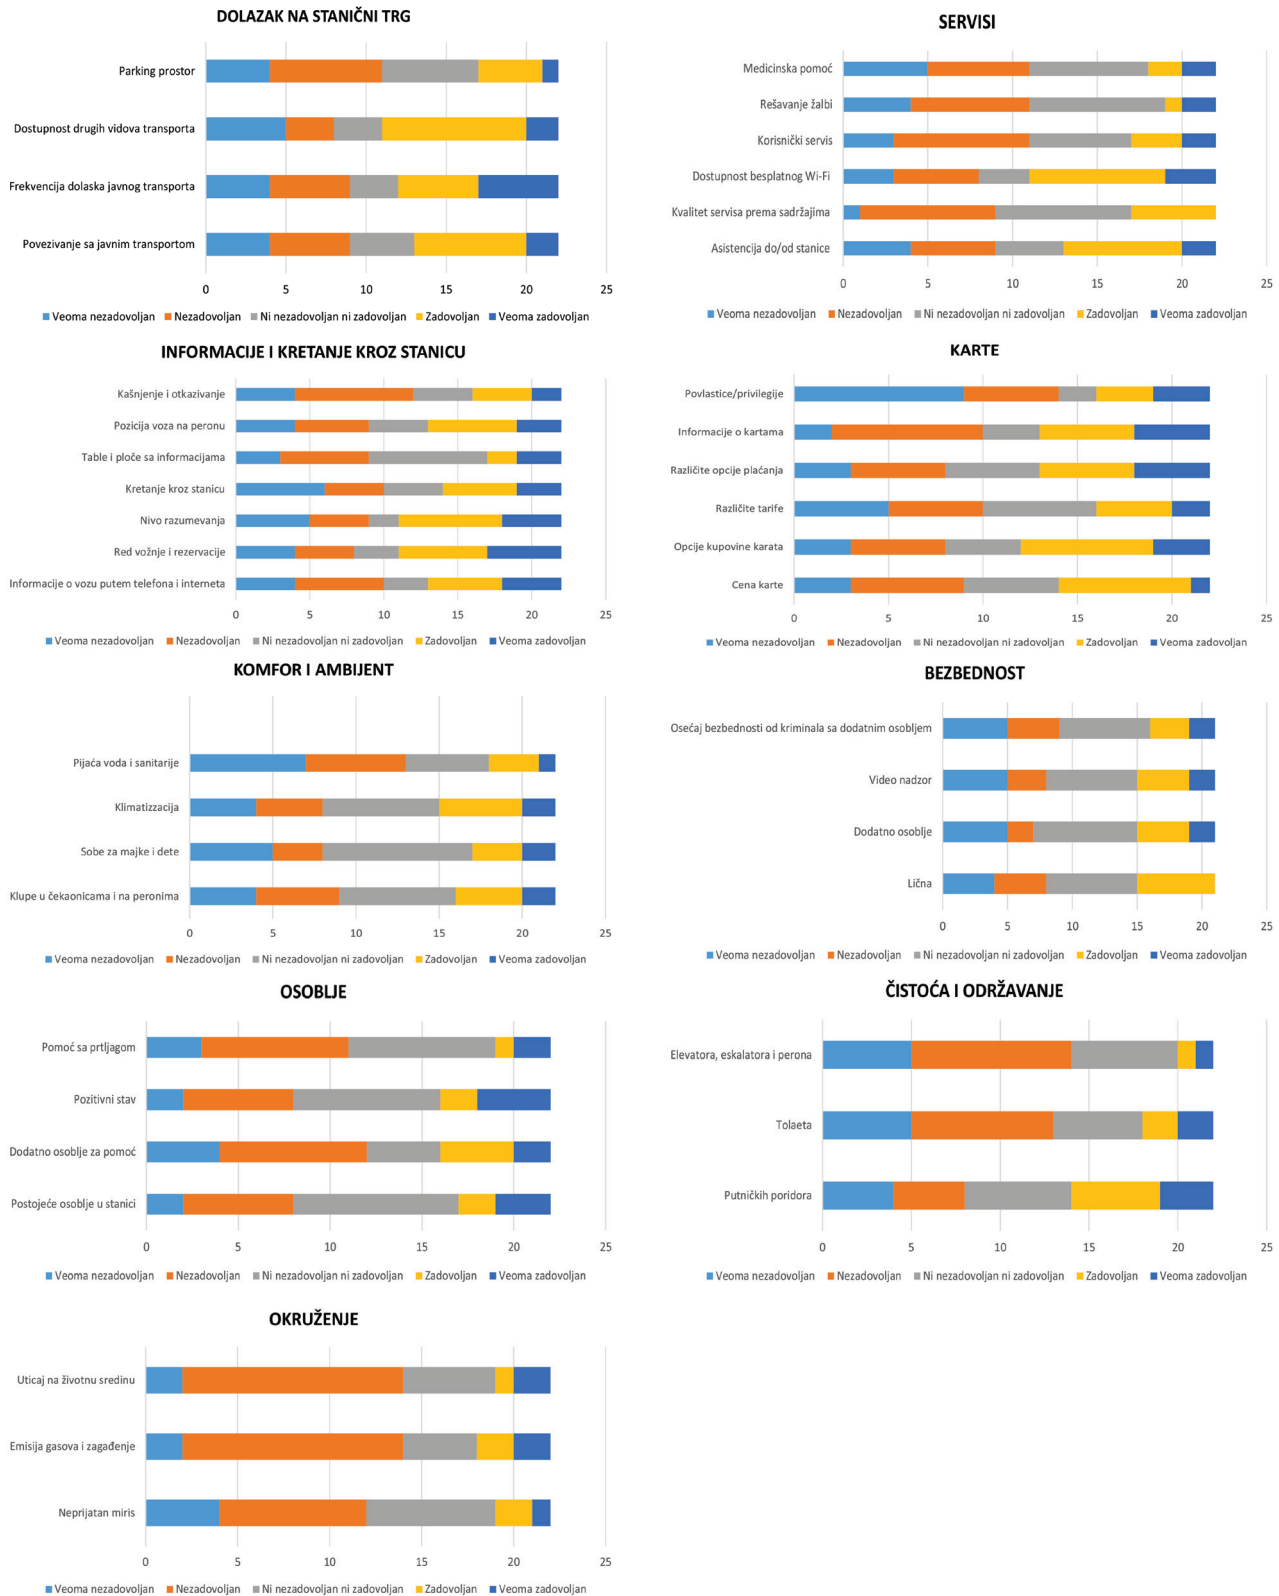 DOLAZAK NA STANIČNI TRG
Parking prostor
Dostupnost drugih vidova transporta
Frekvencija dolaska javnog transporta
Povezivanje sa javnim transportom
0 5 10 15 20 25
Veoma nezadovoljan Nezadovoljan Ni nezadovoljan ni zadovoljan Zadovoljan Veoma zadovoljan
SERVISI
Medicinska pomoć
Rešavanje žalbi
Korisnički servis
Dostupnost besplatnog Wi-Fi
Kvalitet servisa prema sadržajima
Asistencija do/od stanice
0 5 10 15 20 25
Veoma nezadovoljan Nezadovoljan Ni nezadovoljan ni zadovoljan Zadovoljan Veoma zadovoljan
INFORMACIJE I KRETANJE KROZ STANICU
Kašnjenje i otkazivanje
Pozicija voza na peronu
Table i ploče sa informacijama
Kretanje kroz stanicu
Nivo razumevanja
Red vožnje i rezervacije
Informacije o vozu putem telefona i interneta
0 5 10 15 20 25
Veoma nezadovoljan Nezadovoljan Ni nezadovoljan ni zadovoljan Zadovoljan Veoma zadovoljan
KARTE
Povlastice/privilegije
Informacije o kartama
Različite opcije plaćanja
Različite tarife
Opcije kupovine karata
Cena karte
0 5 10 15 20 25
Veoma nezadovoljan Nezadovoljan Ni nezadovoljan ni zadovoljan Zadovoljan Veoma zadovoljan
KOMFOR I AMBIJENT
Pijaća voda i sanitarije
Klimatizzacija
Sobe za majke i dete
Klupe u čekaonicama i na peronima
0 5 10 15 20 25
Veoma nezadovoljan Nezadovoljan Ni nezadovoljan ni zadovoljan Zadovoljan Veoma zadovoljan
BEZBEDNOST
Osećaj bezbednosti od kriminala sa dodatnim osobljem
Video nadzor
Dodatno osoblje
Lična
0 5 10 15 20 25
Veoma nezadovoljan Nezadovoljan Ni nezadovoljan ni zadovoljan Zadovoljan Veoma zadovoljan
OSOBLJE
Pomoć sa prtljagom
Pozitivni stav
Dodatno osoblje za pomoć
Postojeće osoblje u stanici
0 5 10 15 20 25
Veoma nezadovoljan Nezadovoljan Ni nezadovoljan ni zadovoljan Zadovoljan Veoma zadovoljan
ČISTOĆA I ODRŽAVANJE
Elevatora, eskalatora i perona
Tolaeta
Putničkih poridora
0 5 10 15 20 25
Veoma nezadovoljan Nezadovoljan Ni nezadovoljan ni zadovoljan Zadovoljan Veoma zadovoljan
OKRUŽENJE
Uticaj na životnu sredinu
Emisija gasova i zagađenje
Neprijatan miris
0 5 10 15 20 25
Veoma nezadovoljan Nezadovoljan Ni nezadovoljan ni zadovoljan Zadovoljan Veoma zadovoljan